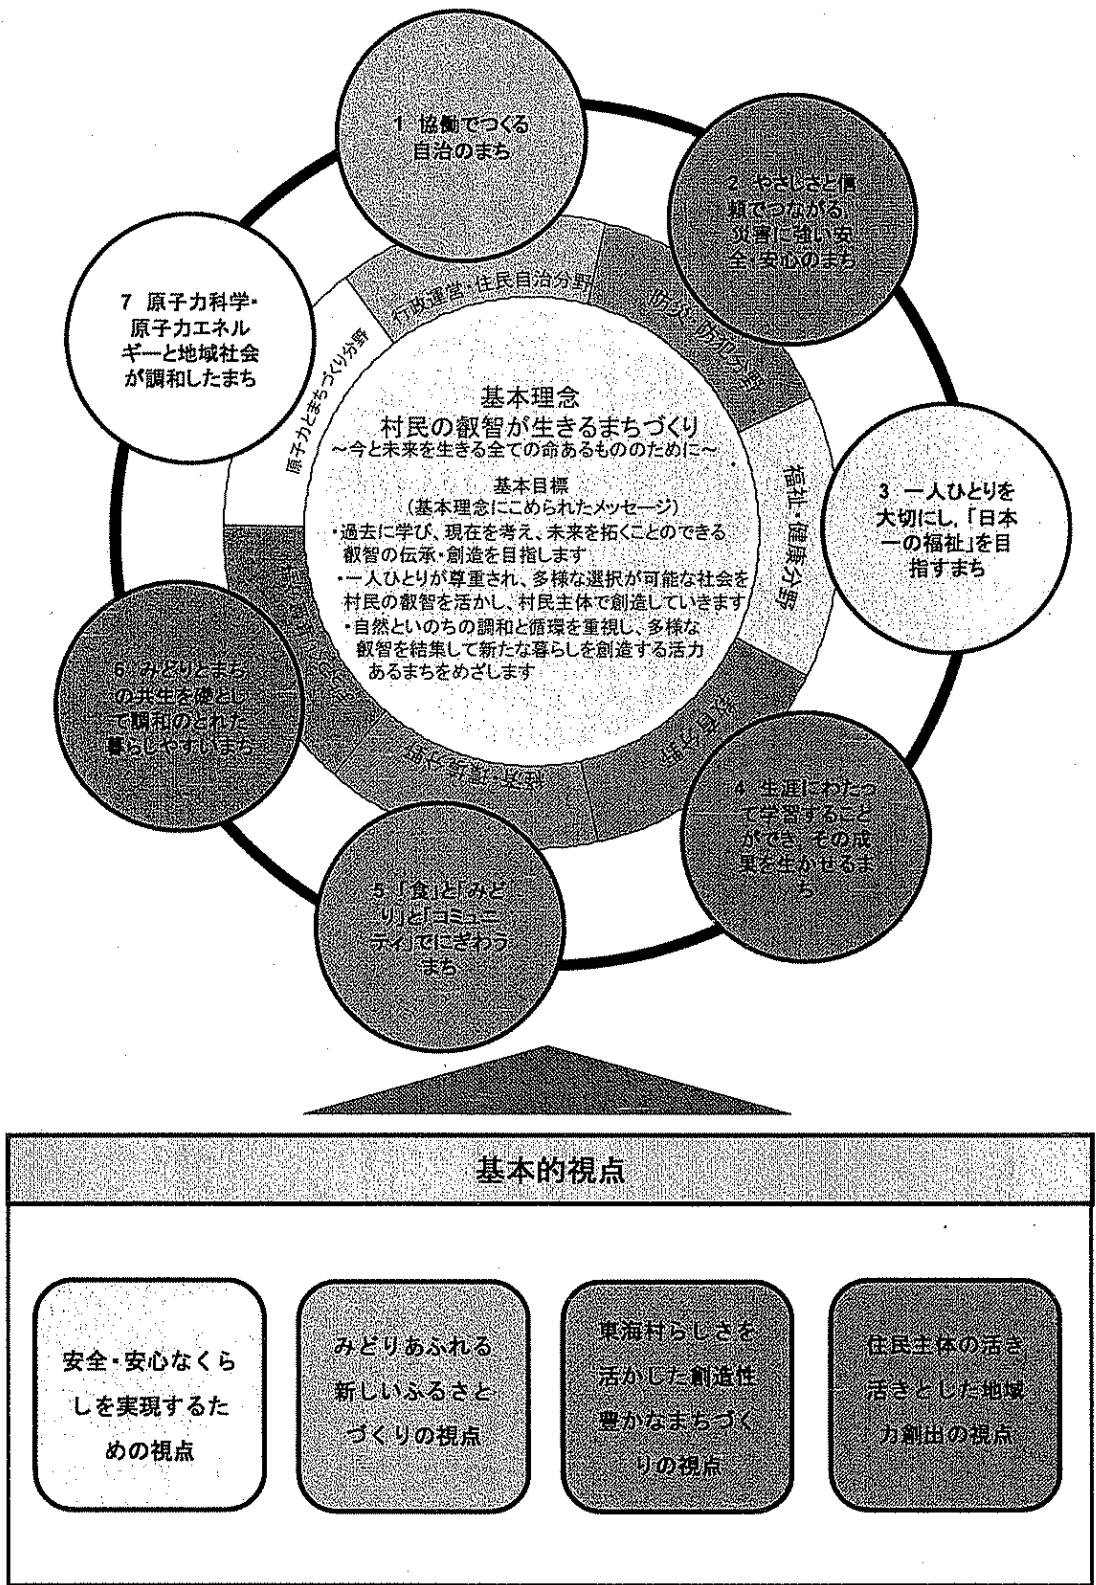 1 協働でつくる
自治のまち
2 やさしさと信
頼でつながる,
災害に強い安
全・安心のまち
7 原子力科学・
原子力エネル
ギーと地域社会
が調和したまち
行政運営・住民自治分野
防災・防犯分野
原子力とまちづくり分野
福祉・健康分野
3 一人ひとりを
大切にし,「日本
一の福祉」を目
指すまち
基本理念
村民の叡智が生きるまちづくり
~今と未来を生きる全ての命あるもののために~
基本目標
(基本理念にこめられたメッセージ)
・過去に学び、現在を考え、未来を拓くことのできる
叡智の伝承・創造を目指します
・一人ひとりが尊重され、多様な選択が可能な社会を
村民の叡智を活かし、村民主体で創造していきます
・自然といのちの調和と循環を重視し、多様な
叡智を結集して新たな暮らしを創造する活力
あるまちをめざします
6 みどりとまち
の共生を礎とし
て調和のとれた
暮らしやすいまち
教育分野
経済・環境分野
4 生涯にわたっ
て学習すること
ができ,その成
果を生かせるま
ち
5 「食」と「みど
り」と「コミュニ
ティ」でにぎわう
まち
基本的視点
安全・安心なくら
しを実現するた
めの視点
みどりあふれる
新しいふるさと
づくりの視点
東海村らしさを
活かした創造性
豊かなまちづく
りの視点
住民主体の活き
活きとした地域
力創出の視点